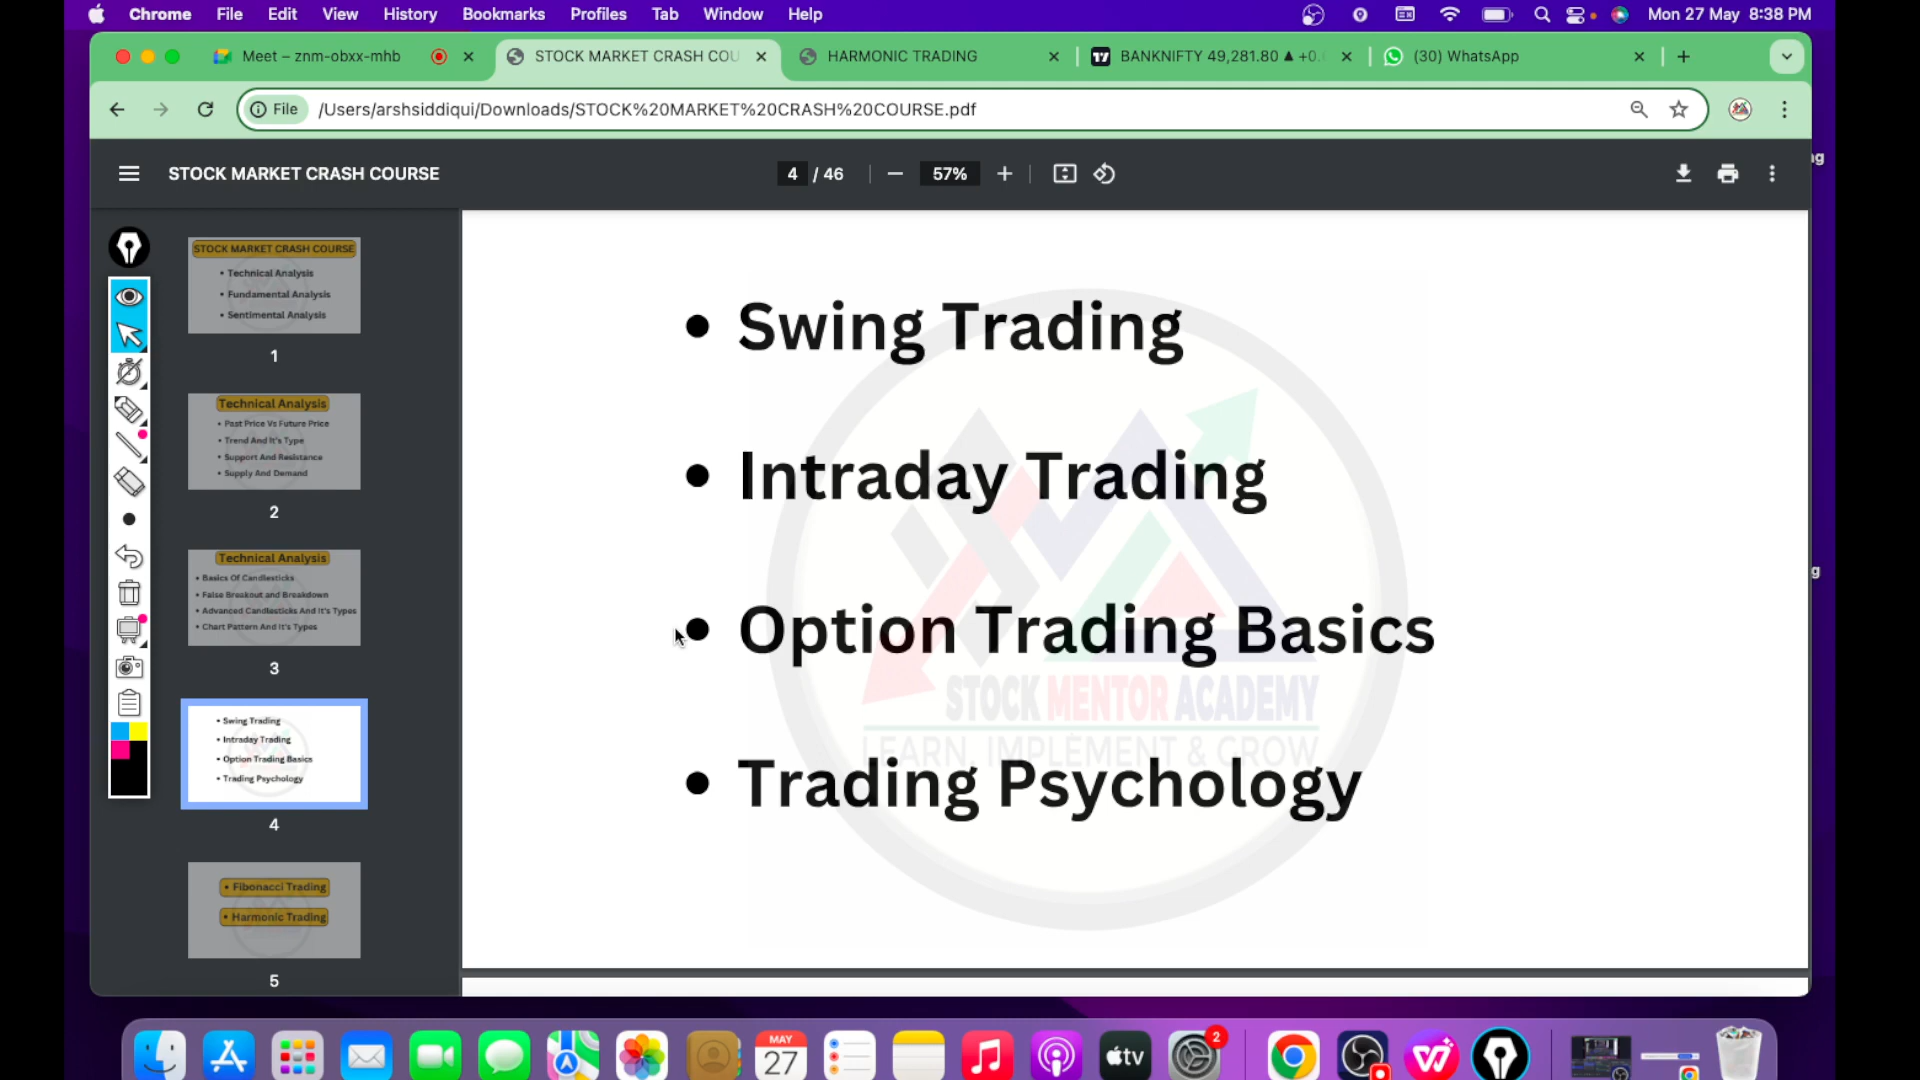 Chrome File Edit View History Bookmarks Profiles Tab Window Help Mon 27 May 8:38 PM
Meet – znm-obxx-mhb STOCK MARKET CRASH COU HARMONIC TRADING BANKNIFTY 49,281.80 ▲ +0. (30) WhatsApp
File /Users/arshsiddiqui/Downloads/STOCK%20MARKET%20CRASH%20COURSE.pdf
STOCK MARKET CRASH COURSE 4 / 46 57%
STOCK MARKET CRASH COURSE
• Technical Analysis
• Fundamental Analysis
• Sentimental Analysis
1
Technical Analysis
• Past Price Vs Future Price
• Trend And It's Type
• Support And Resistance
• Supply And Demand
2
Technical Analysis
• Basics Of Candlesticks
• False Breakout and Breakdown
• Advanced Candlesticks And It's Types
• Chart Pattern And It's Types
3
• Swing Trading
• Intraday Trading
• Option Trading Basics
• Trading Psychology
4
• Fibonacci Trading
• Harmonic Trading
5
• Swing Trading
• Intraday Trading
• Option Trading Basics
STOCK MENTOR ACADEMY
LEARN, IMPLEMENT & GROW
• Trading Psychology
MAY
27
tv
2